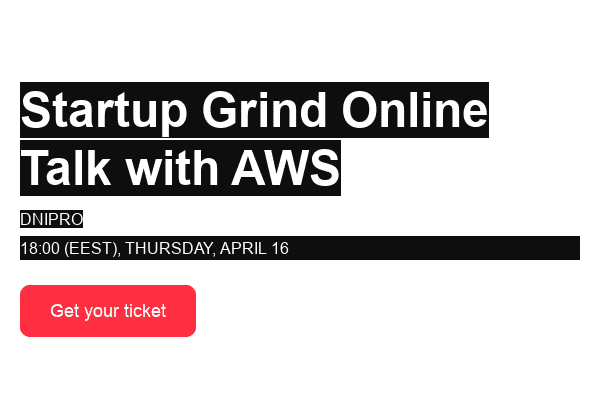 Startup Grind Online
Talk with AWS
DNIPRO
18:00 (EEST), THURSDAY, APRIL 16
Get your ticket